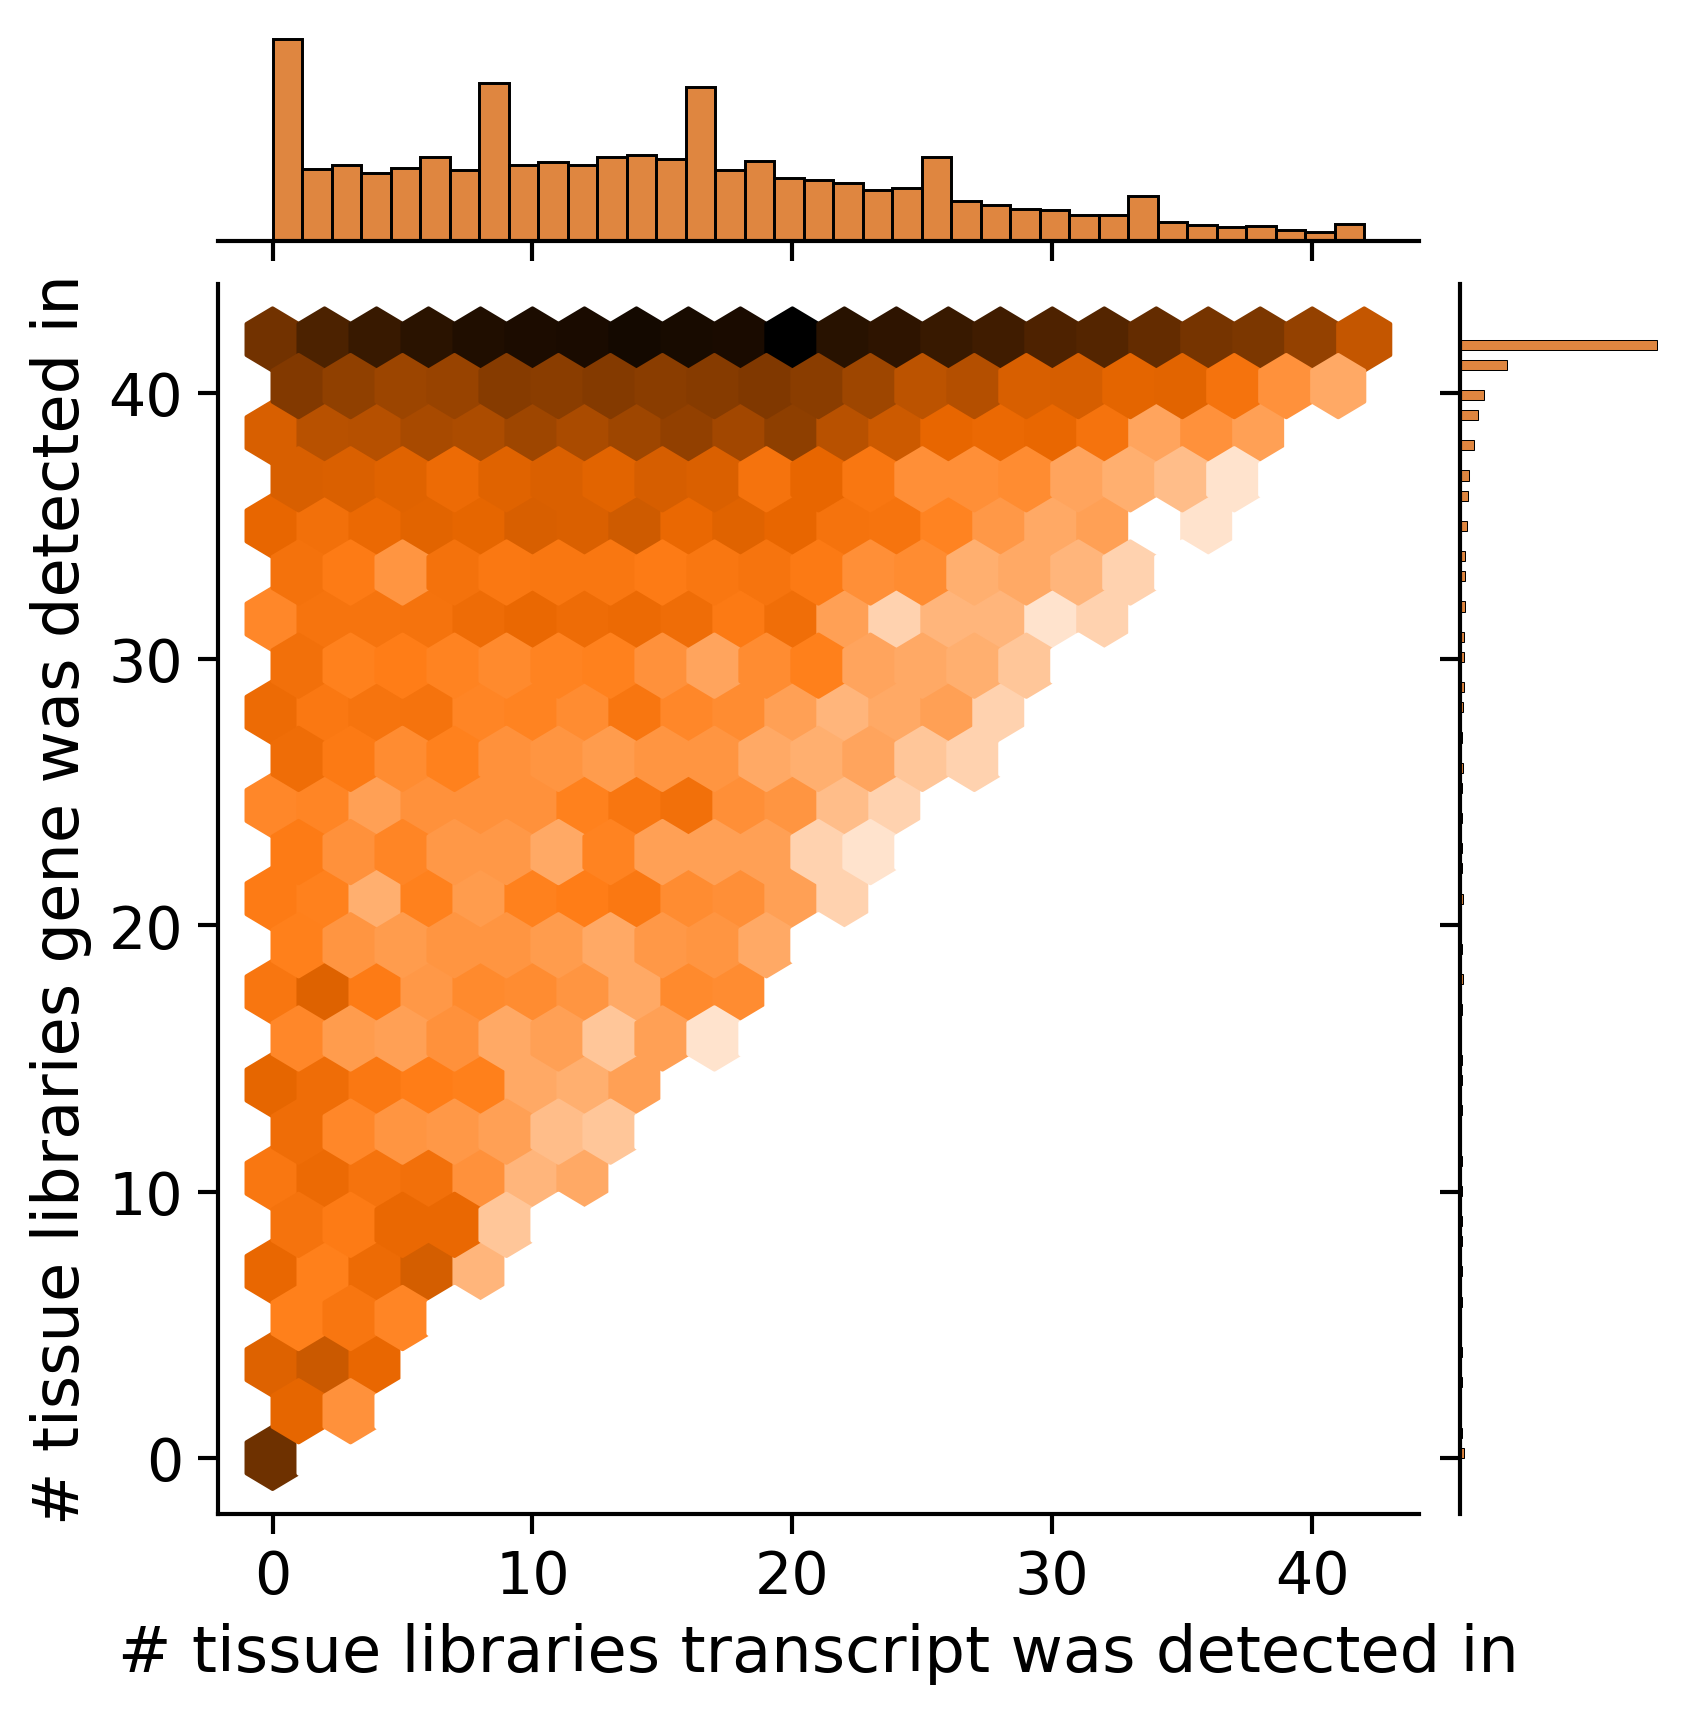 # tissue libraries gene was detected in
40
30
20
10
0
0 10 20 30 40
# tissue libraries transcript was detected in